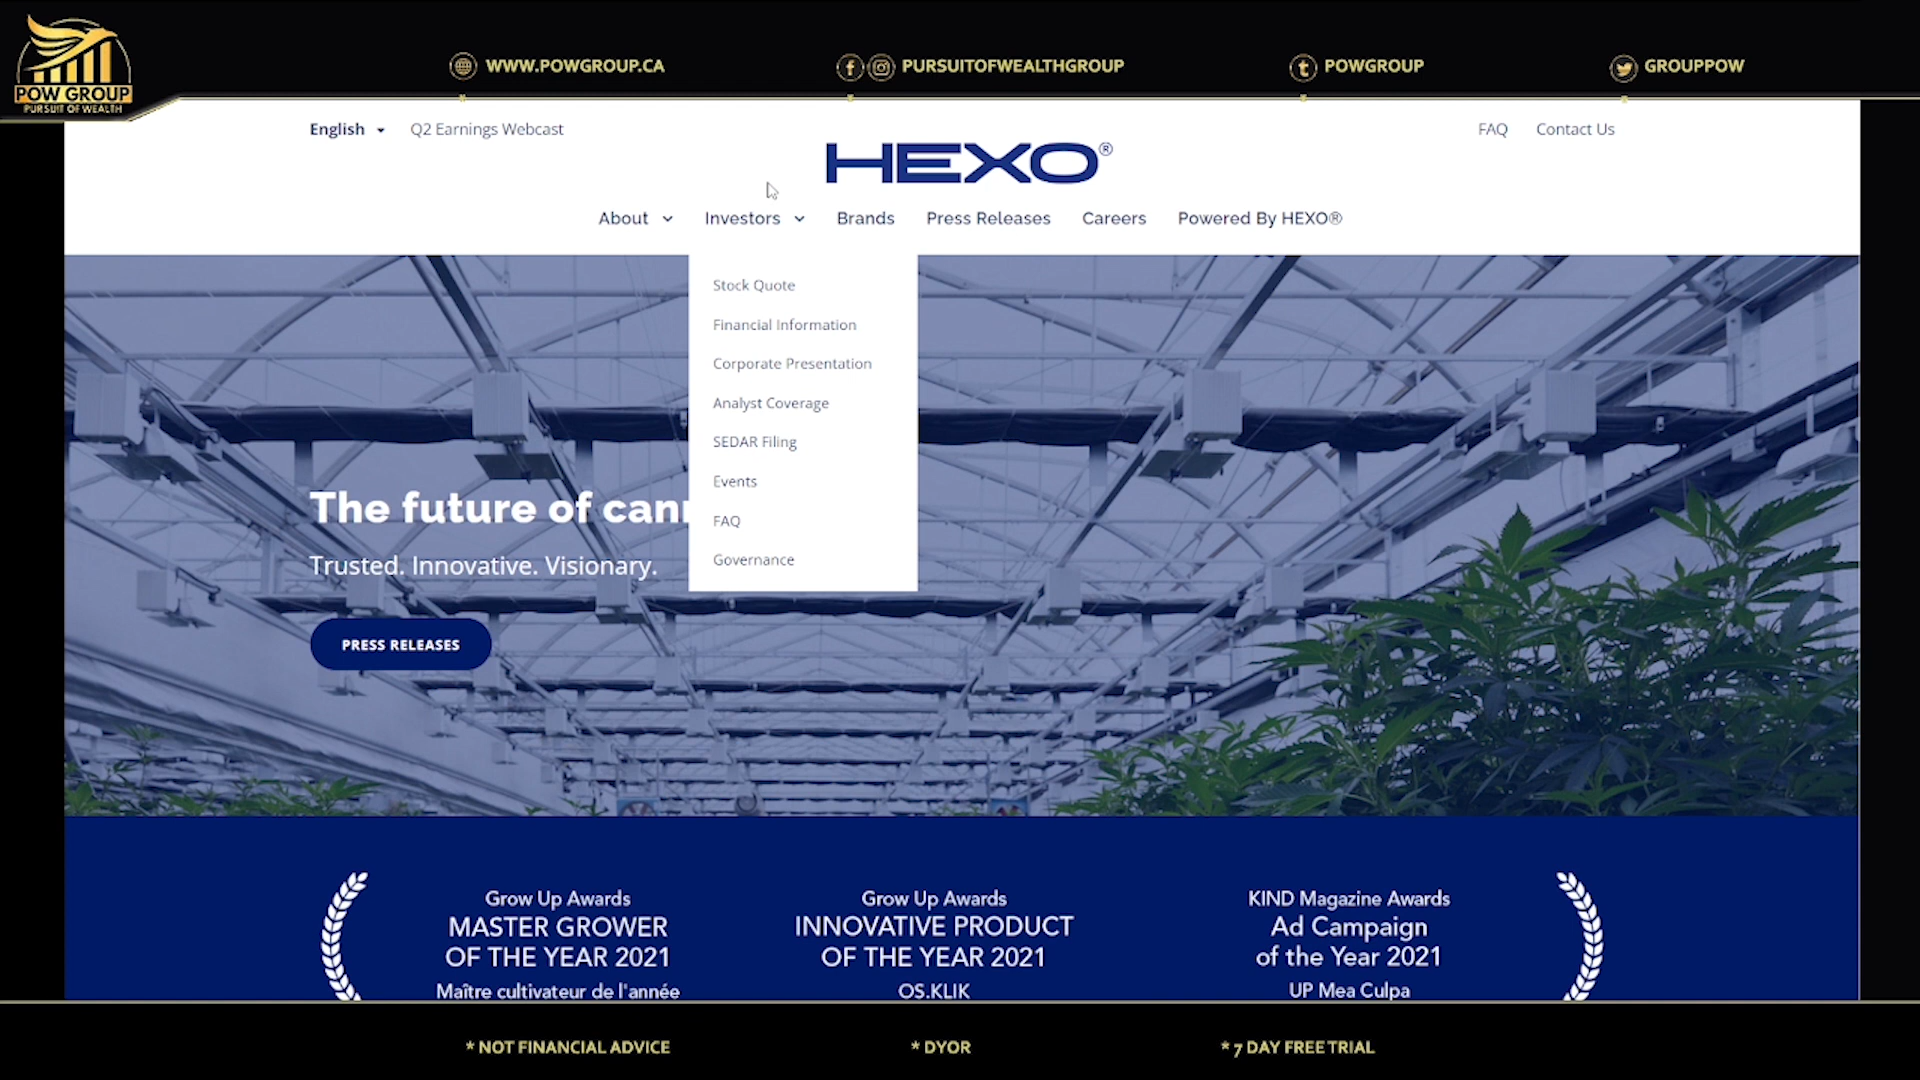 POW GROUP
PURSUIT OF WEALTH
WWW.POWGROUP.CA
PURSUITOFWEALTHGROUP
POWGROUP
GROUPPOW
English
Q2 Earnings Webcast
FAQ
Contact Us
HEXO®
About
Investors
Brands
Press Releases
Careers
Powered By HEXO®
Stock Quote
Financial Information
Corporate Presentation
Analyst Coverage
SEDAR Filing
Events
FAQ
Governance
The future of can
Trusted. Innovative. Visionary.
PRESS RELEASES
Grow Up Awards
MASTER GROWER
OF THE YEAR 2021
Maître cultivateur de l'année
Grow Up Awards
INNOVATIVE PRODUCT
OF THE YEAR 2021
OS.KLIK
KIND Magazine Awards
Ad Campaign
of the Year 2021
UP Mea Culpa
* NOT FINANCIAL ADVICE
* DYOR
* 7 DAY FREE TRIAL